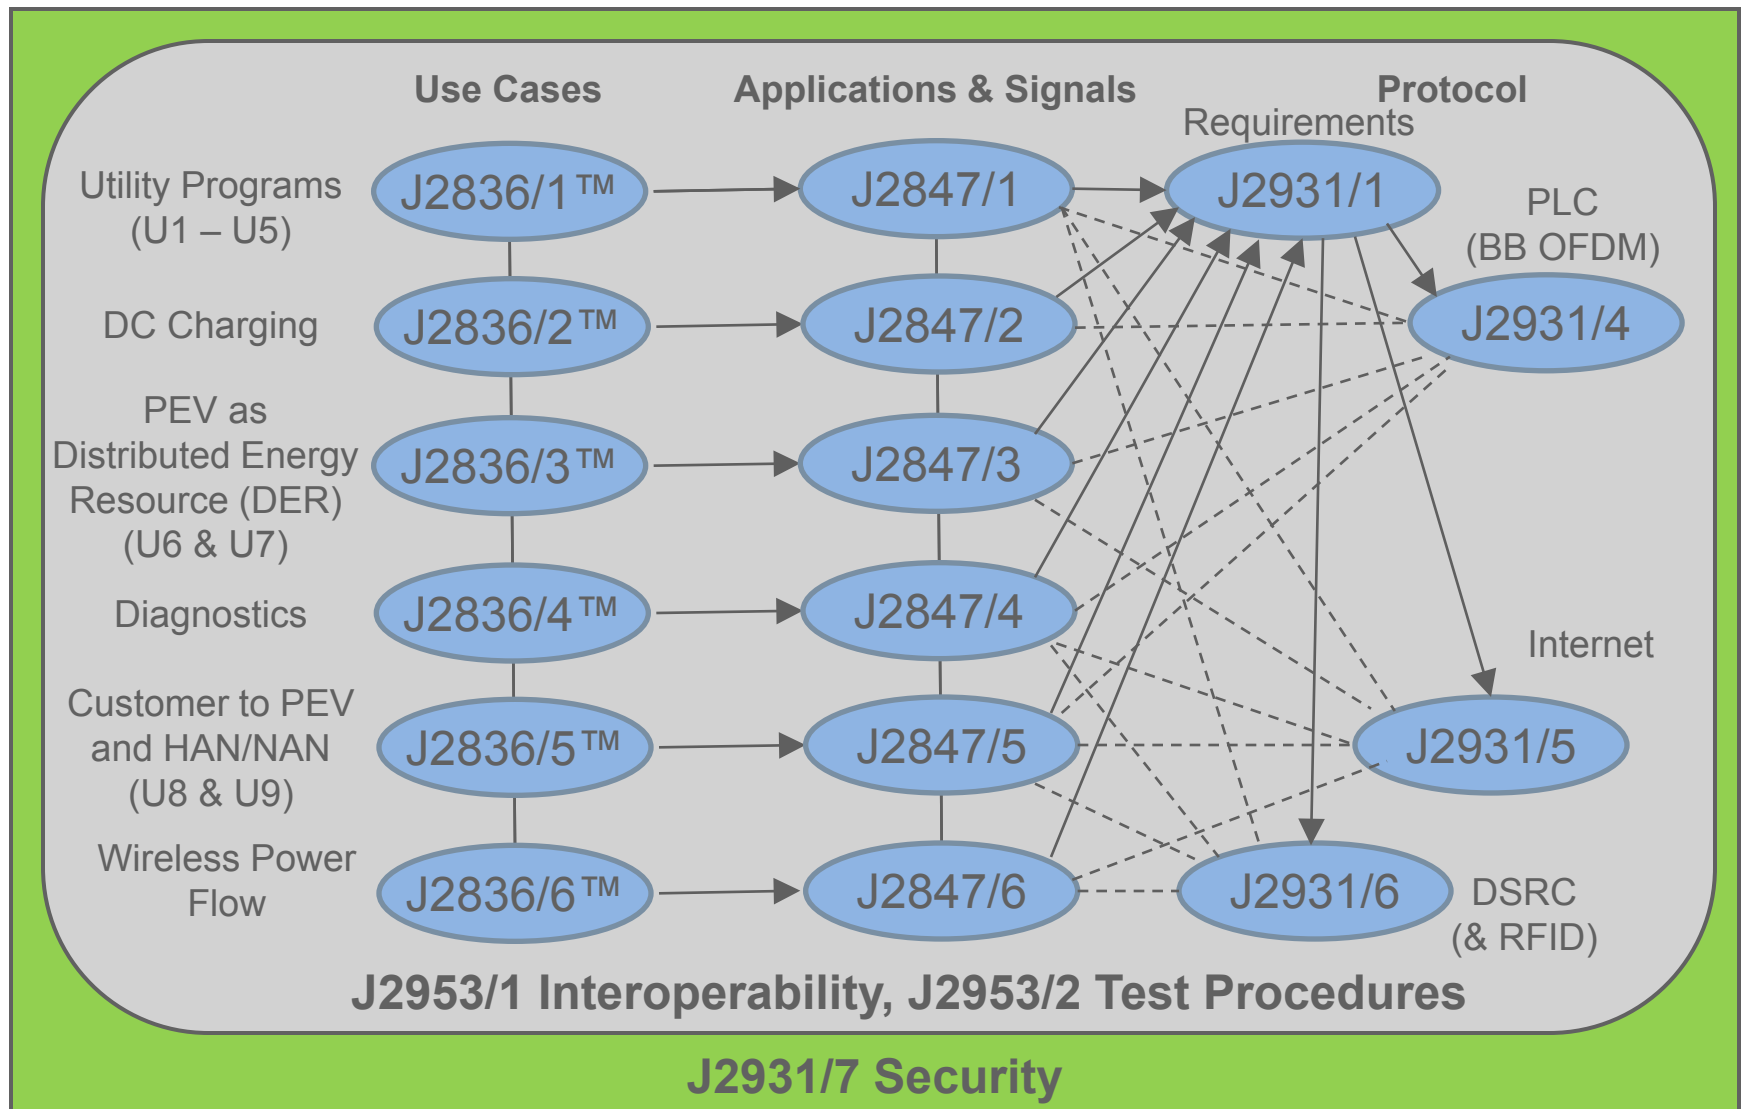 Use Cases
Applications & Signals
Protocol
Requirements
Utility Programs
(U1 – U5)
J2836/1™
J2847/1
J2931/1
PLC
(BB OFDM)
DC Charging
J2836/2™
J2847/2
J2931/4
PEV as
Distributed Energy
Resource (DER)
(U6 & U7)
J2836/3™
J2847/3
Diagnostics
J2836/4™
J2847/4
Internet
Customer to PEV
and HAN/NAN
(U8 & U9)
J2836/5™
J2847/5
J2931/5
Wireless Power
Flow
J2836/6™
J2847/6
J2931/6
DSRC
(& RFID)
J2953/1 Interoperability, J2953/2 Test Procedures
J2931/7 Security